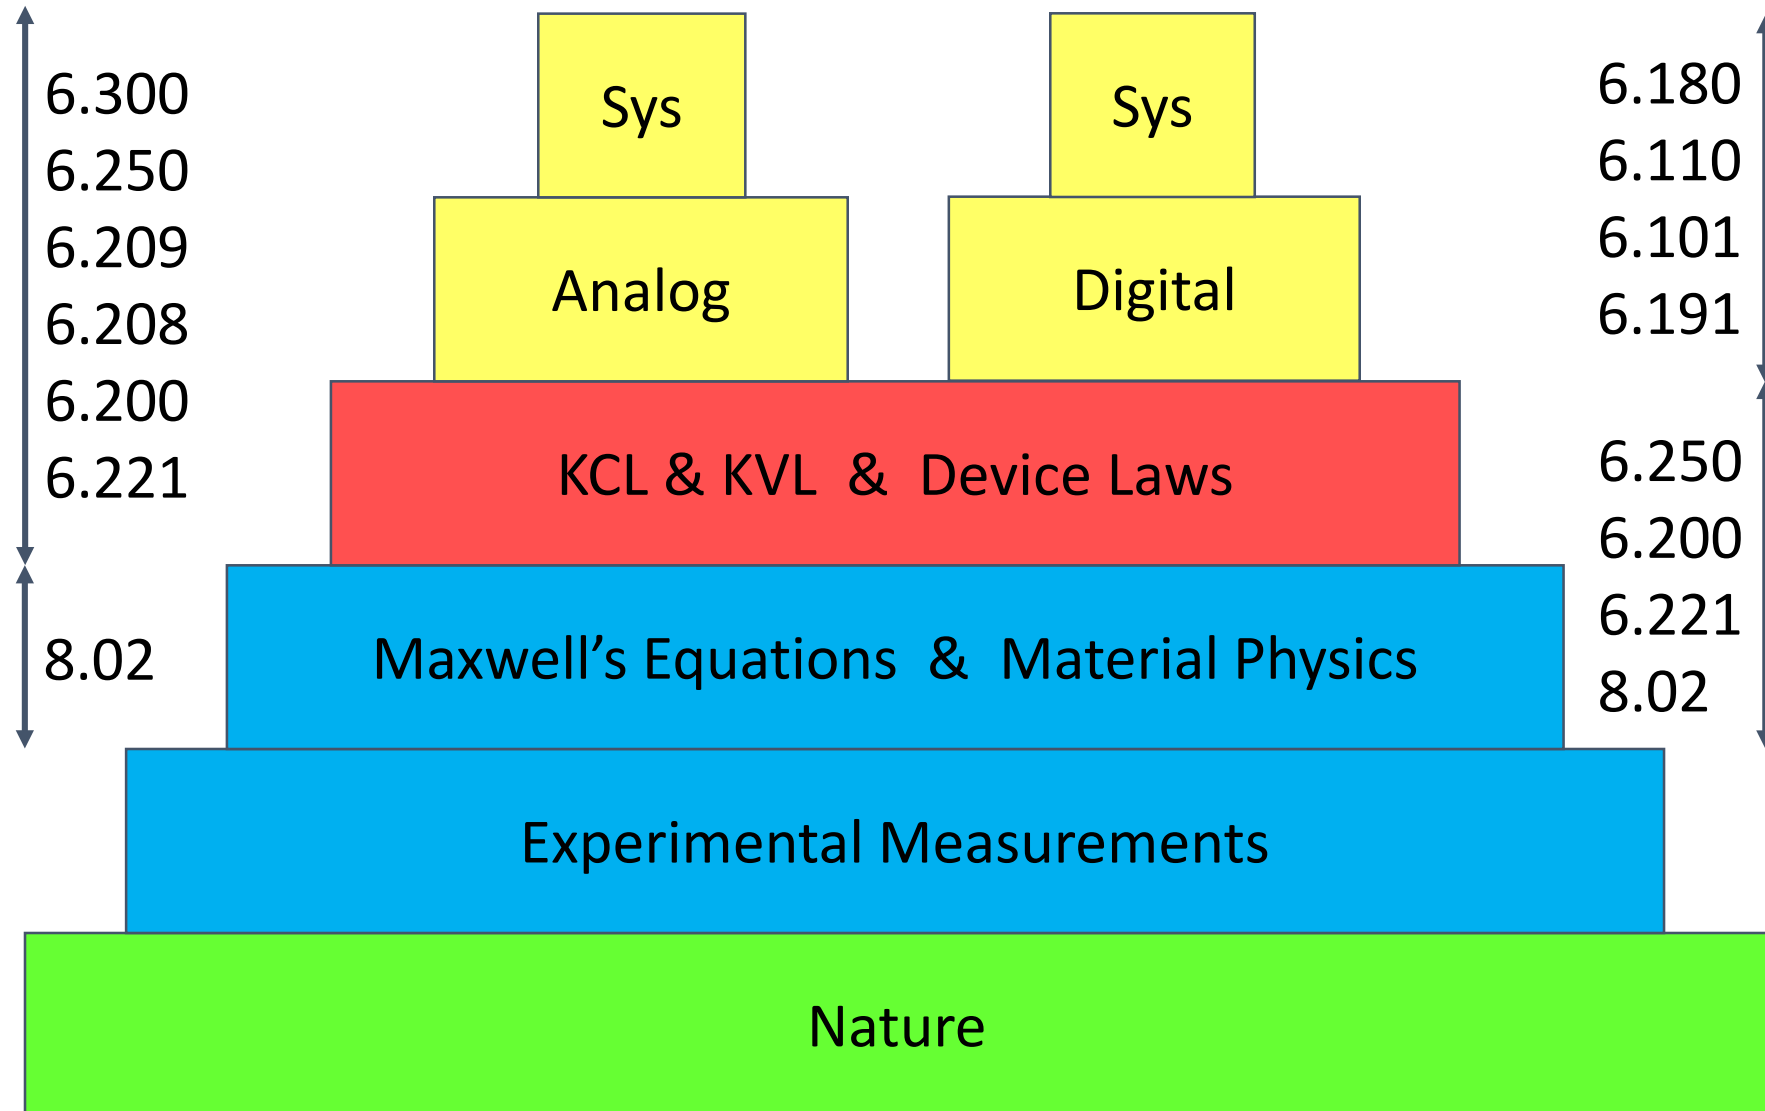 6.300
6.250
6.209
6.208
6.200
6.221
8.02
Sys
Sys
Analog
Digital
KCL & KVL & Device Laws
Maxwell’s Equations & Material Physics
Experimental Measurements
Nature
6.180
6.110
6.101
6.191
6.250
6.200
6.221
8.02